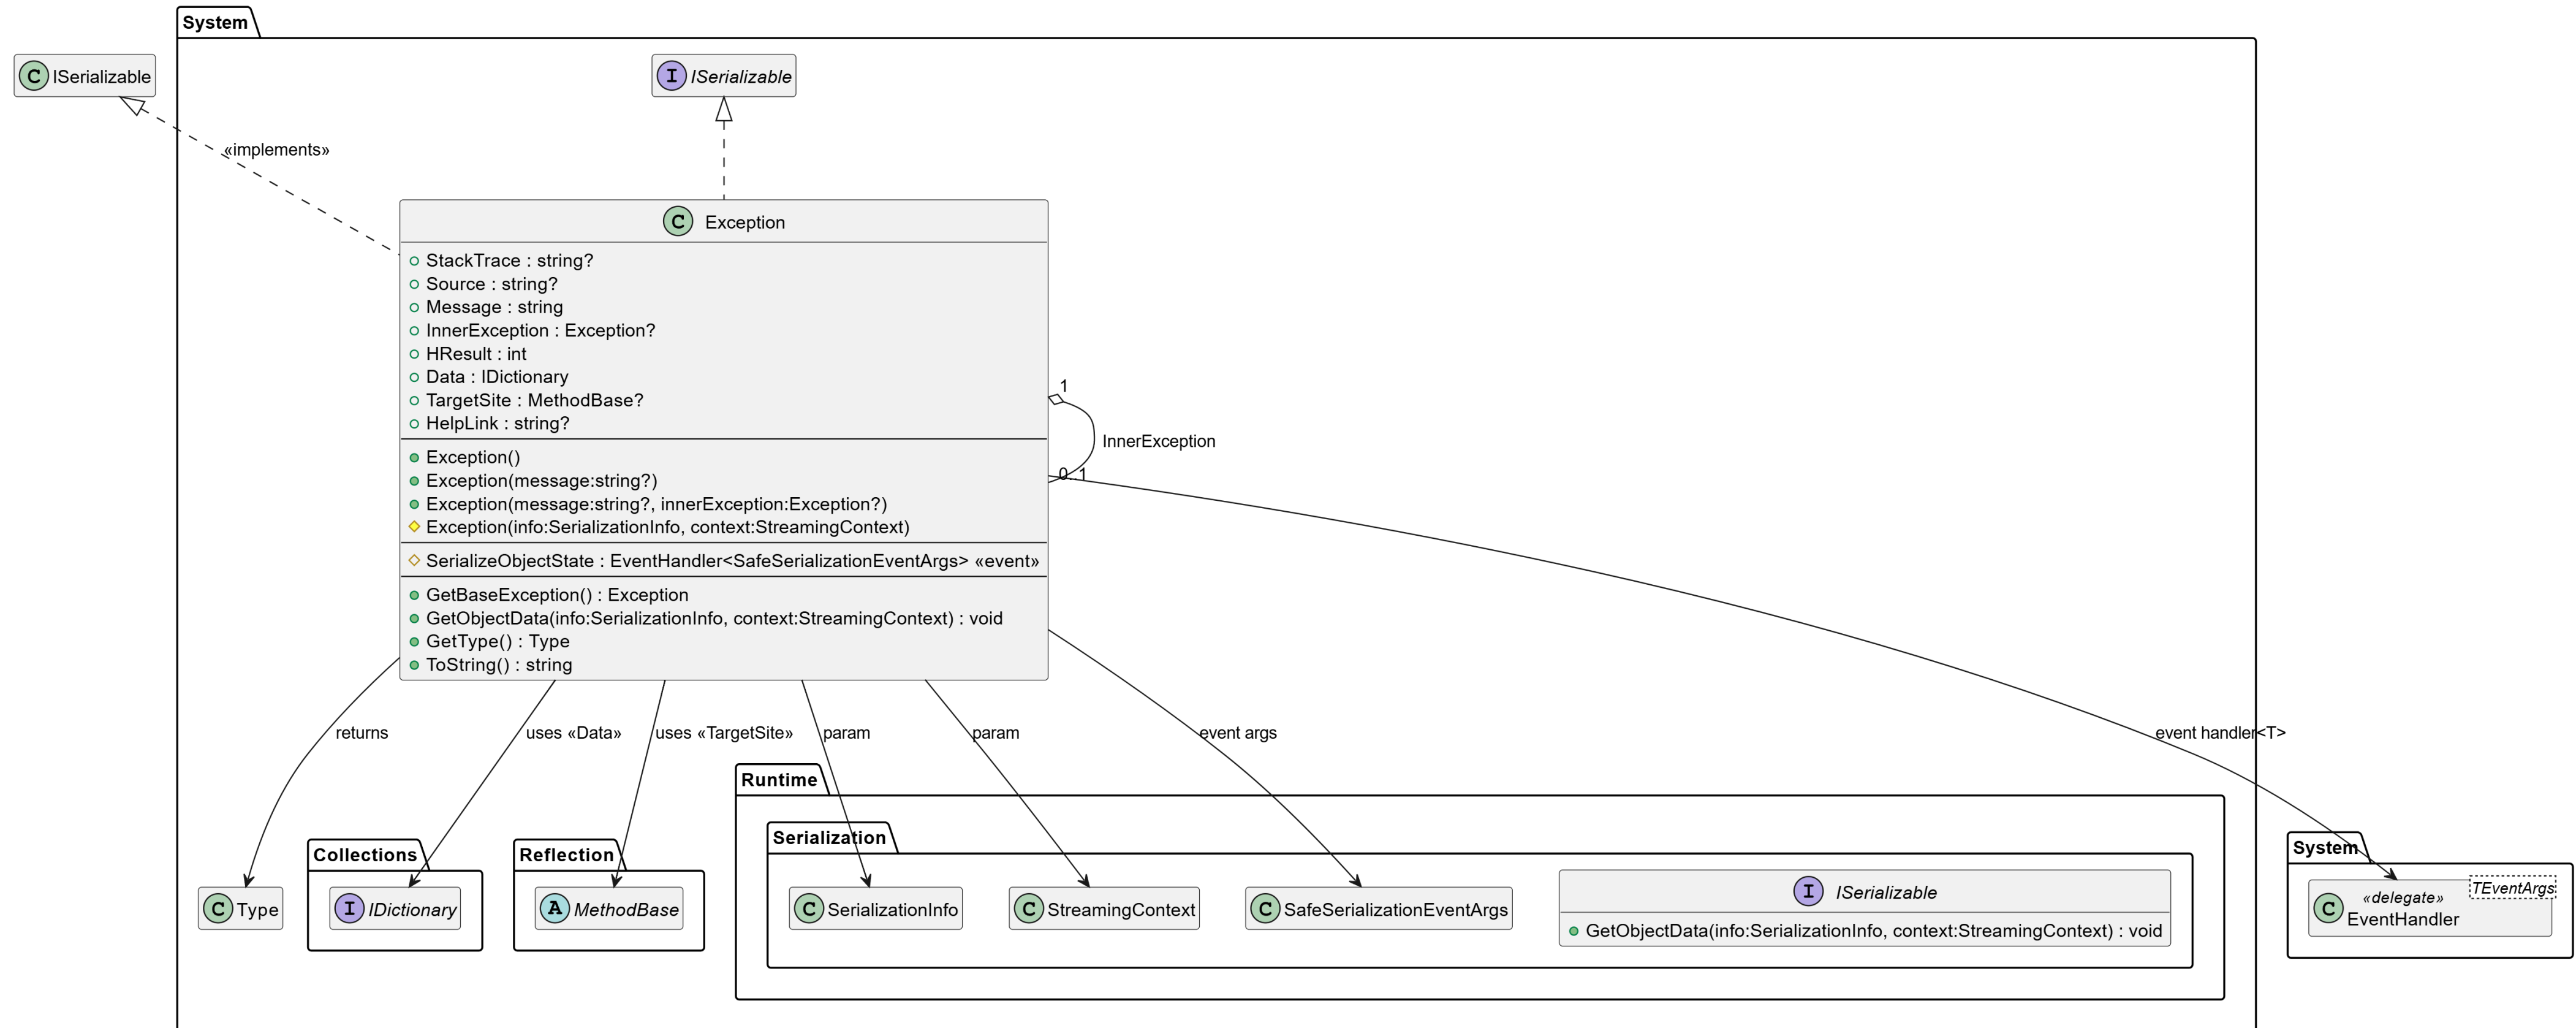 System
C ISerializable
I ISerializable
«implements»
C Exception
StackTrace : string?
Source : string?
Message : string
InnerException : Exception?
HResult : int
Data : IDictionary
TargetSite : MethodBase?
HelpLink : string?
1
InnerException
0..1
Exception()
Exception(message:string?)
Exception(message:string?, innerException:Exception?)
Exception(info:SerializationInfo, context:StreamingContext)
SerializeObjectState : EventHandler<SafeSerializationEventArgs> «event»
GetBaseException() : Exception
GetObjectData(info:SerializationInfo, context:StreamingContext) : void
GetType() : Type
ToString() : string
returns
uses «Data»
uses «TargetSite»
param
param
event args
event handler<T>
Runtime
Serialization
Collections
Reflection
System
C Type
I IDictionary
A MethodBase
C SerializationInfo
C StreamingContext
C SafeSerializationEventArgs
I ISerializable
GetObjectData(info:SerializationInfo, context:StreamingContext) : void
TEventArgs
«delegate»
C EventHandler